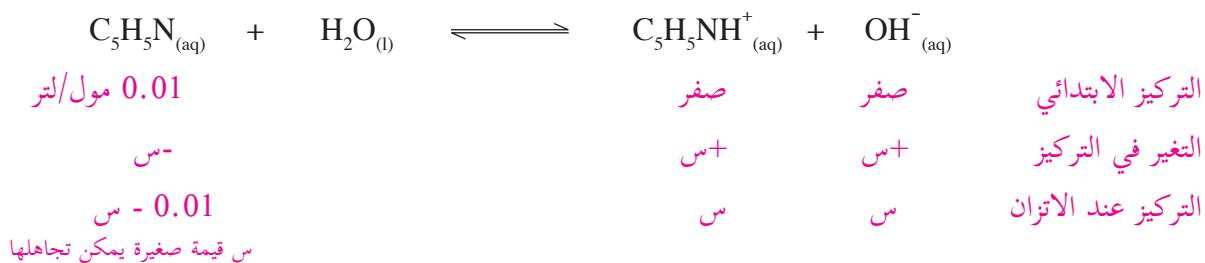 C₅H₅N(aq) + H₂O(l) ⇌ C₅H₅NH⁺(aq) + OH⁻(aq)
التركيز الابتدائي صفر صفر 0.01 مول/لتر
التغير في التركيز +س +س -س
التركيز عند الاتزان س س 0.01 - س
س قيمة صغيرة يمكن تجاهلها